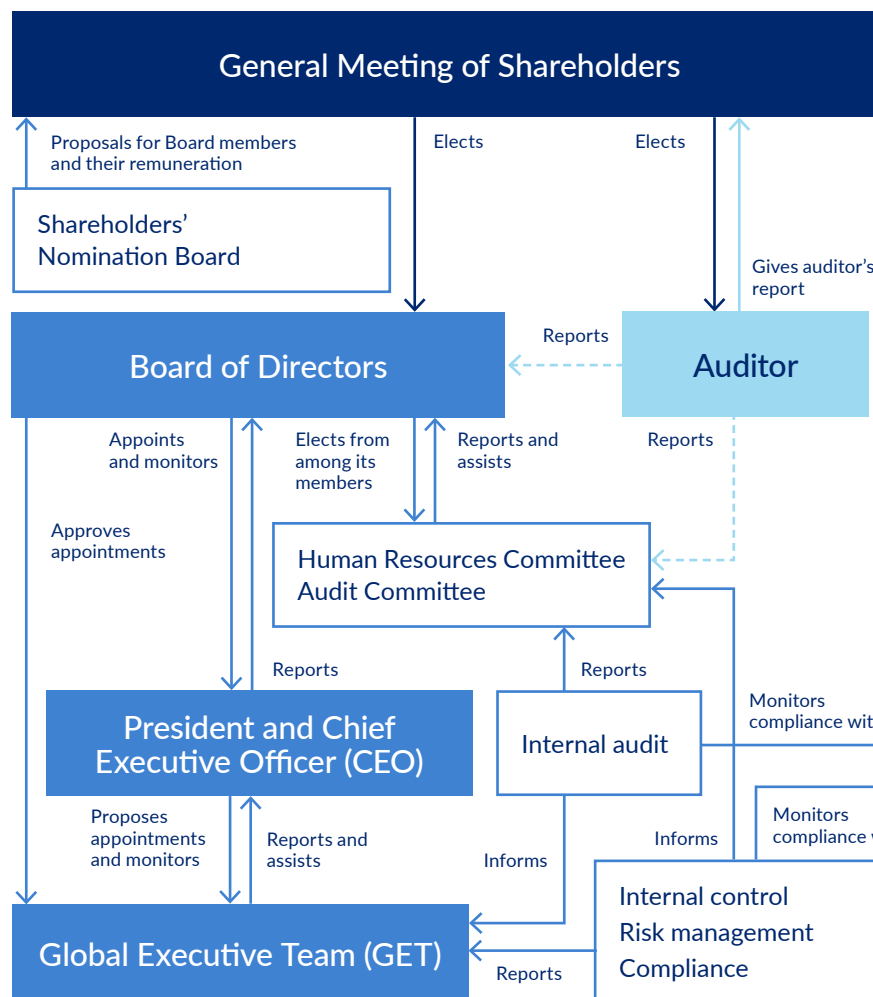 General Meeting of Shareholders
Proposals for Board members
and their remuneration
Elects
Elects
Shareholders’
Nomination Board
Gives auditor’s
report
Board of Directors
Reports
Auditor
Appoints
and monitors
Elects from
among its
members
Reports and
assists
Reports
Approves
appointments
Human Resources Committee
Audit Committee
Reports
Reports
President and Chief
Executive Officer (CEO)
Internal audit
Monitors
compliance wit
Proposes
appointments
and monitors
Reports and
assists
Informs
Informs
Monitors
compliance
Internal control
Risk management
Compliance
Global Executive Team (GET)
Reports